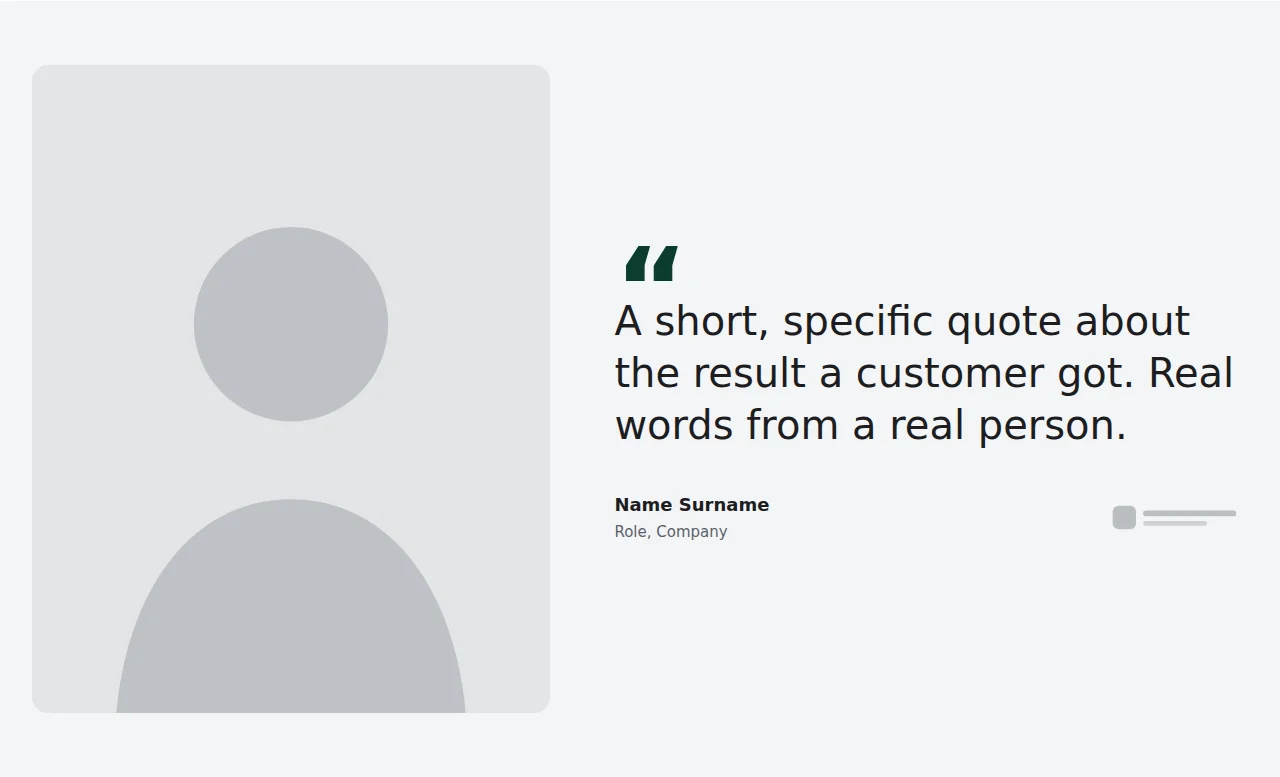 “
A short, specific quote about
the result a customer got. Real
words from a real person.
Name Surname
Role, Company